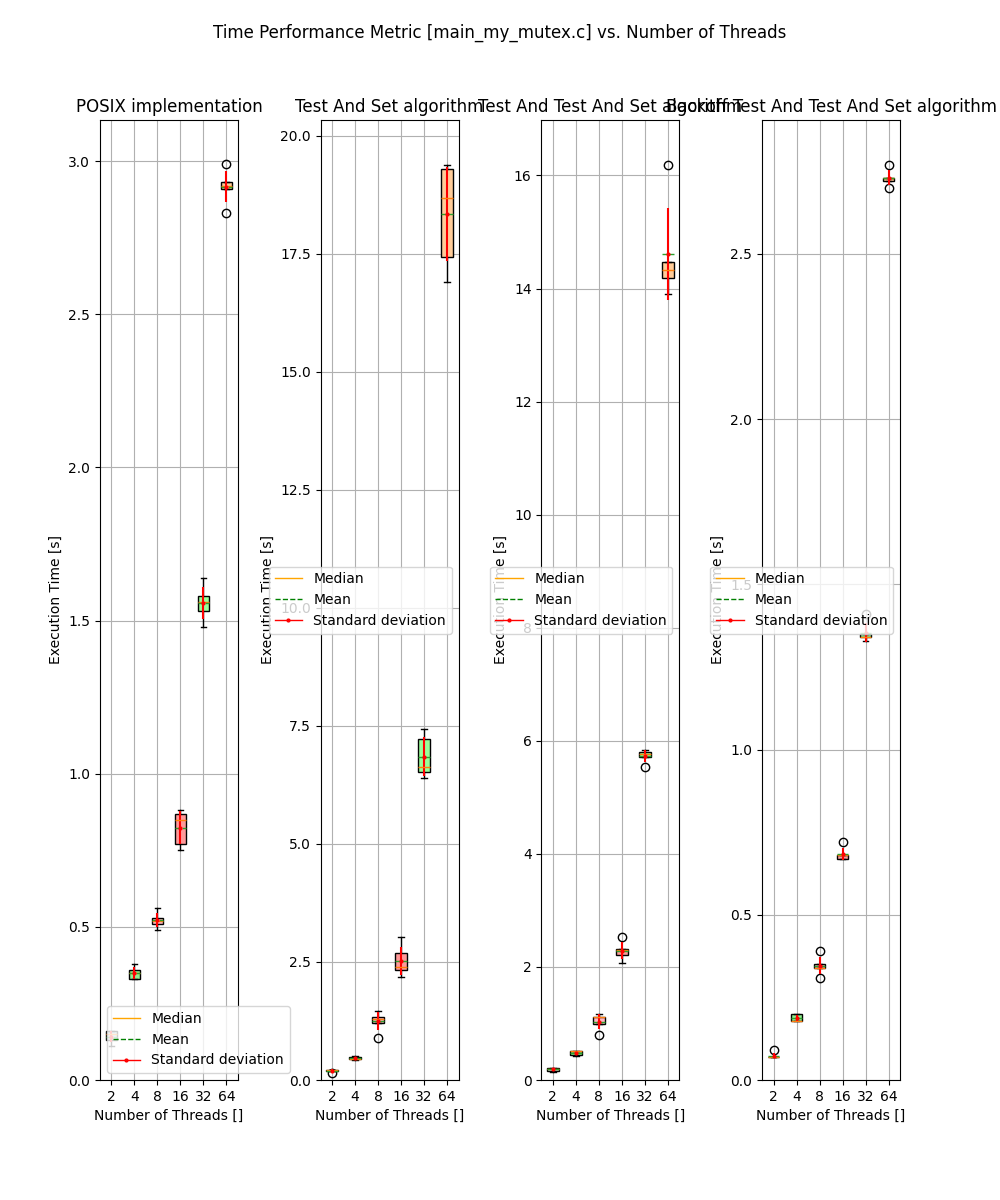 Time Performance Metric [main_my_mutex.c] vs. Number of Threads
POSIX implementation
Test And Set algorithm
Test And Test And Set algorithm
Backoff Test And Test And Set algorithm
3.0
2.5
2.0
1.5
1.0
0.5
0.0
Execution Time [s]
2 4 8 16 32 64
Number of Threads []
Median
Mean
Standard deviation
20.0
17.5
15.0
12.5
10.0
7.5
5.0
2.5
0.0
Execution Time [s]
2 4 8 16 32 64
Number of Threads []
Median
Mean
Standard deviation
16
14
12
10
8
6
4
2
0
Execution Time [s]
2 4 8 16 32 64
Number of Threads []
Median
Mean
Standard deviation
2.5
2.0
1.5
1.0
0.5
0.0
Execution Time [s]
2 4 8 16 32 64
Number of Threads []
Median
Mean
Standard deviation